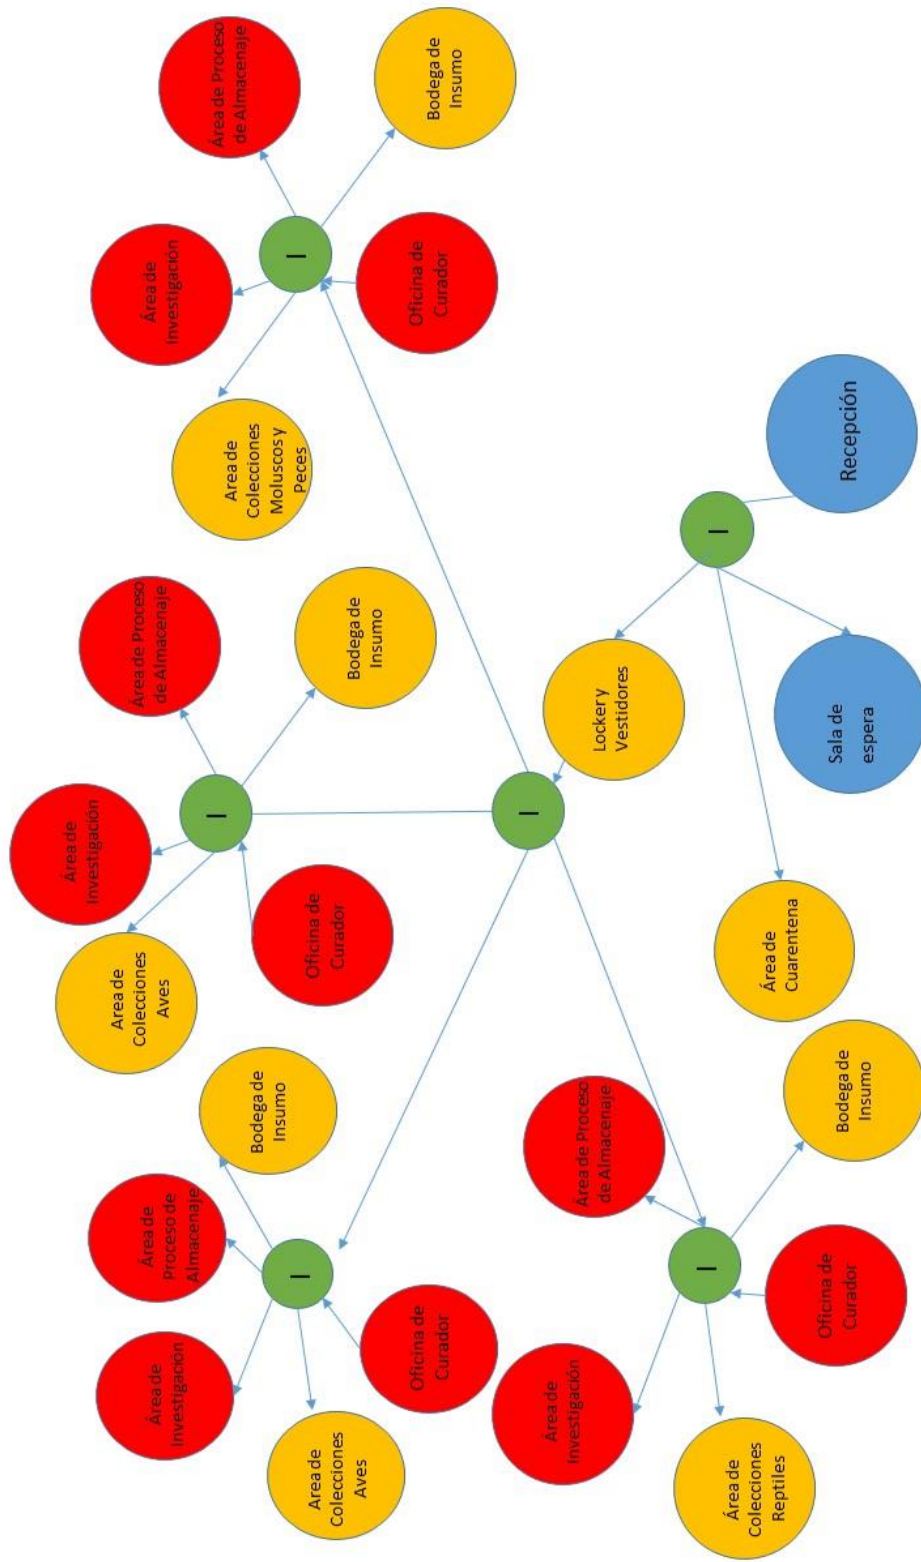 Área de
Investigación
Área de
Proceso de
Almacenaje
Bodega de
Insumo
I
Area de
Colecciones
Aves
Oficina de
Curador
Area de
Colecciones
Aves
Área de
Investigación
Área de Proceso
de Almacenaje
I
Oficina de
Curador
Bodega de
Insumo
Area de
Colecciones
Moluscos y
Peces
Área de
Investigación
Área de Proceso
de Almacenaje
I
Oficina de
Curador
Bodega de
Insumo
I
Locker y
Vestidores
Área de
Investigación
Área de Proceso
de Almacenaje
I
Área de
Colecciones
Reptiles
Oficina de
Curador
Bodega de
Insumo
Área de
Cuarentena
I
Sala de
espera
Recepción